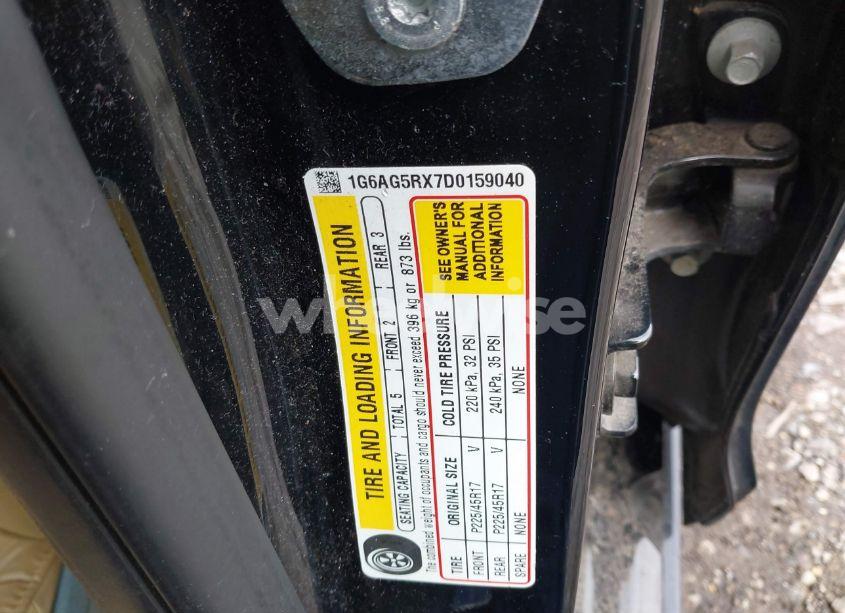 1G6AG5RX7D0159040
TIRE AND LOADING INFORMATION
SEATING CAPACITY | TOTAL 5 | FRONT 2 | REAR 3
The combined weight of occupants and cargo should never exceed 396 kg or 873 lbs.
TIRE ORIGINAL SIZE COLD TIRE PRESSURE
FRONT P225/45R17 V 220 kPa, 32 PSI
REAR P225/45R17 V 240 kPa, 35 PSI
SPARE NONE NONE
SEE OWNER'S
MANUAL FOR
ADDITIONAL
INFORMATION
wheelwise